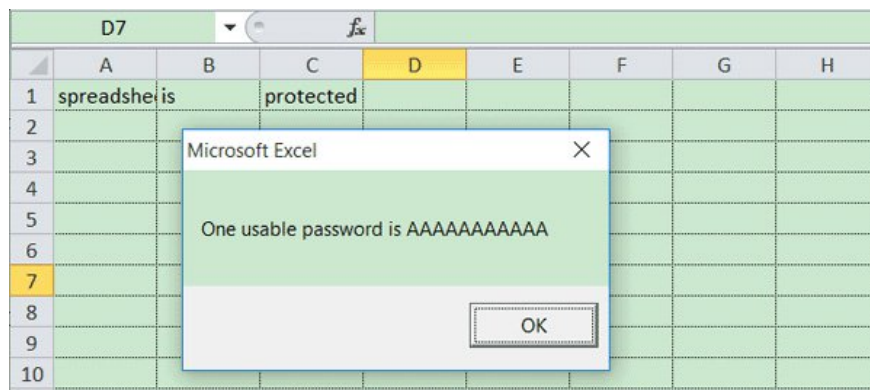 D7 fx
A B C D E F G H
1 spreadshe is protected
2
3 Microsoft Excel
4
5 One usable password is AAAAAAAAAAA
6
7
8 OK
9
10